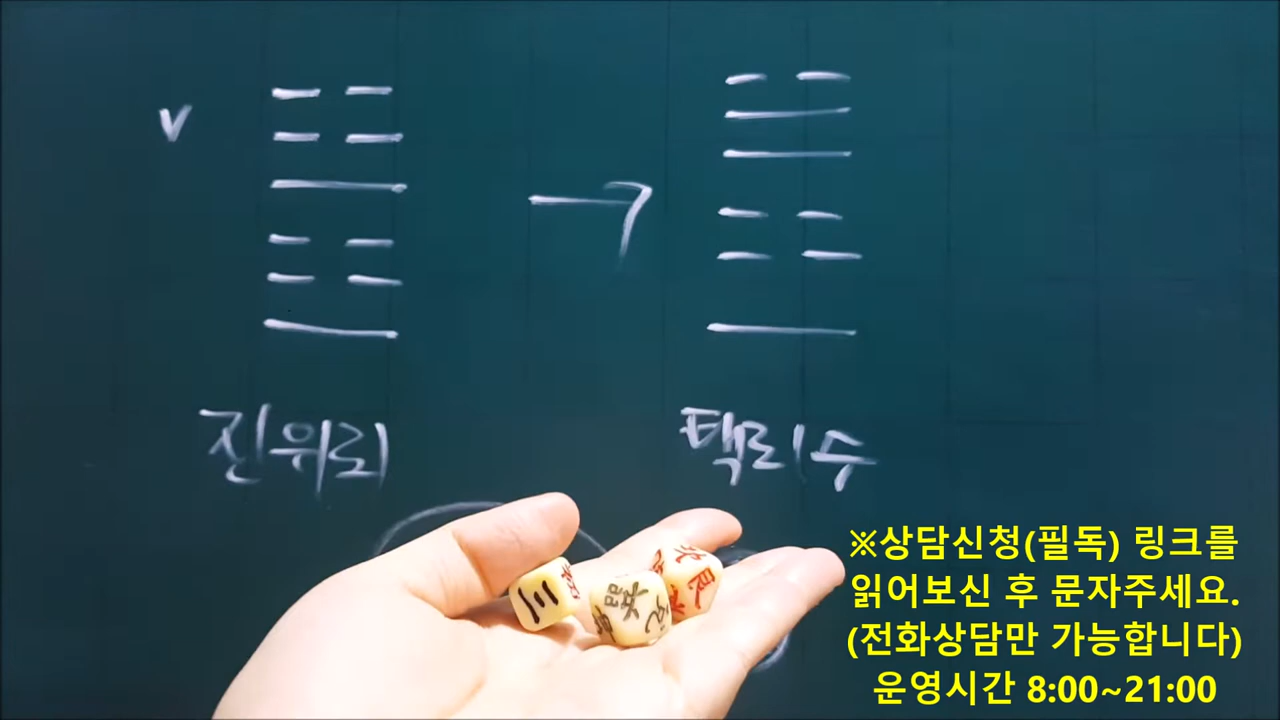 v
진위뢰
택뢰수
三
艮
※상담신청(필독) 링크를
읽어보신 후 문자주세요.
(전화상담만 가능합니다)
운영시간 8:00~21:00